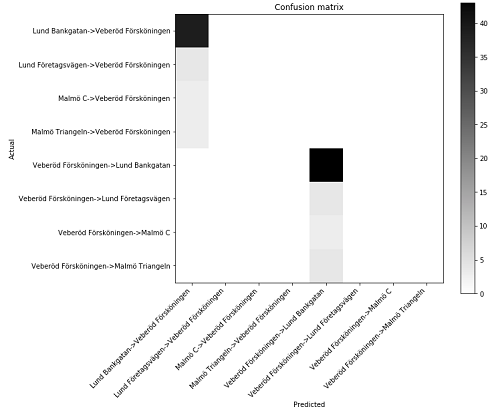 Confusion matrix
Actual
Lund Bankgatan->Veberöd Försköningen
Lund Företagsvägen->Veberöd Försköningen
Malmö C->Veberöd Försköningen
Malmö Triangeln->Veberöd Försköningen
Veberöd Försköningen->Lund Bankgatan
Veberöd Försköningen->Lund Företagsvägen
Veberöd Försköningen->Malmö C
Veberöd Försköningen->Malmö Triangeln
Lund Bankgatan->Veberöd Försköningen
Lund Företagsvägen->Veberöd Försköningen
Malmö C->Veberöd Försköningen
Malmö Triangeln->Veberöd Försköningen
Veberöd Försköningen->Lund Bankgatan
Veberöd Försköningen->Lund Företagsvägen
Veberöd Försköningen->Malmö C
Veberöd Försköningen->Malmö Triangeln
Predicted
40
35
30
25
20
15
10
5
0